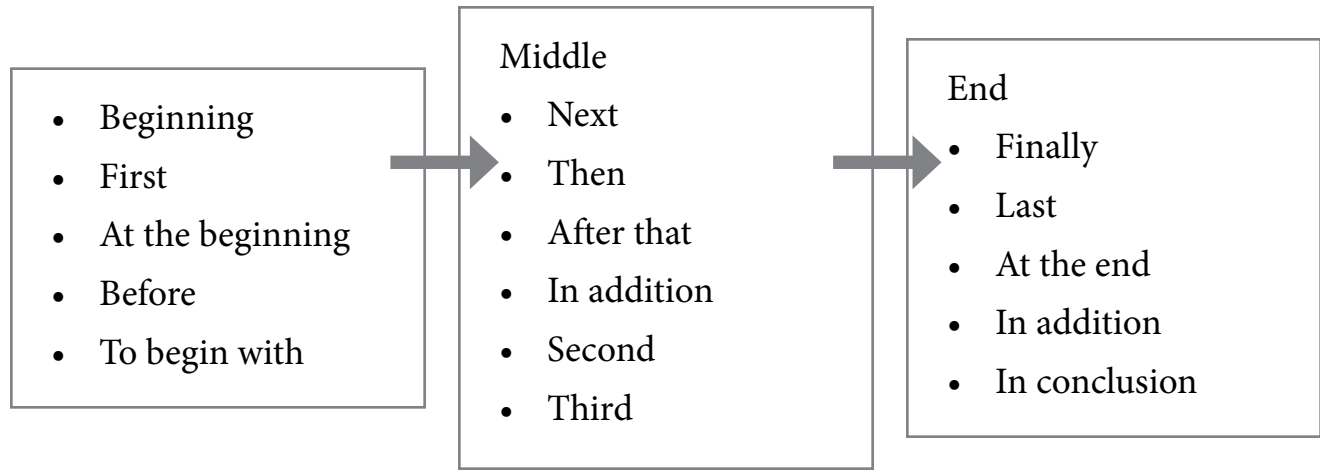 • Beginning
• First
• At the beginning
• Before
• To begin with
Middle
• Next
• Then
• After that
• In addition
• Second
• Third
End
• Finally
• Last
• At the end
• In addition
• In conclusion